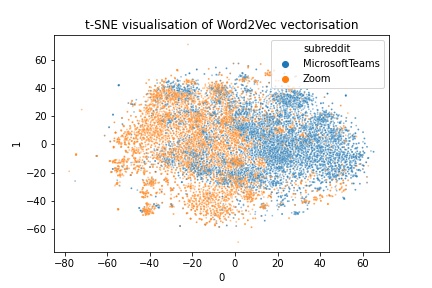 t-SNE visualisation of Word2Vec vectorisation
subreddit
MicrosoftTeams
Zoom
60
40
20
0
−20
−40
−60
1
−80 −60 −40 −20 0 20 40 60
0